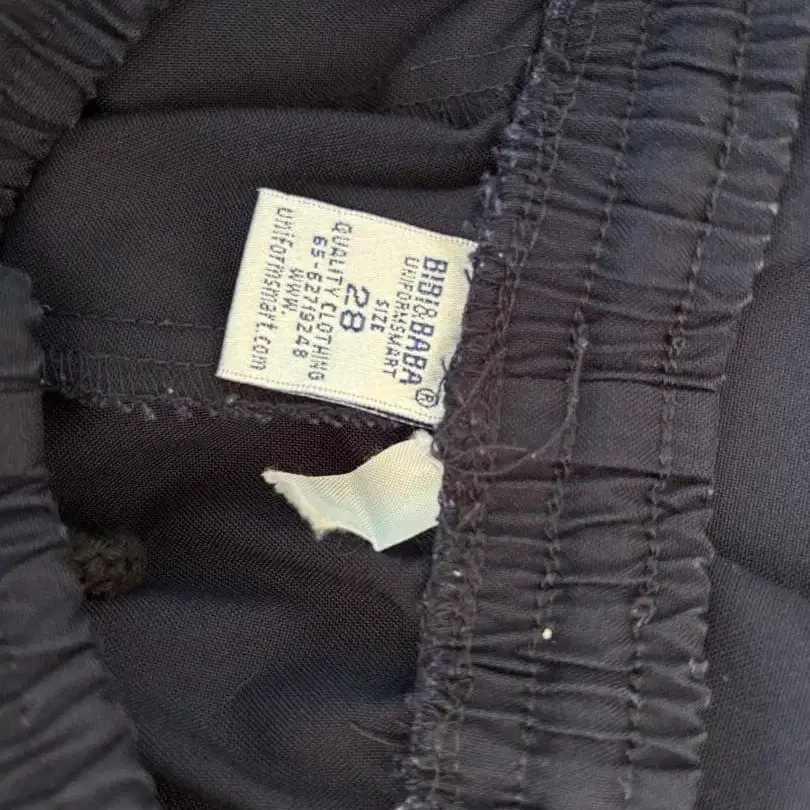 BIBI&BABA®
UNIFORMSMART
SIZE
28
QUALITY CLOTHING
65-62719248
www.
uniformsmart.com